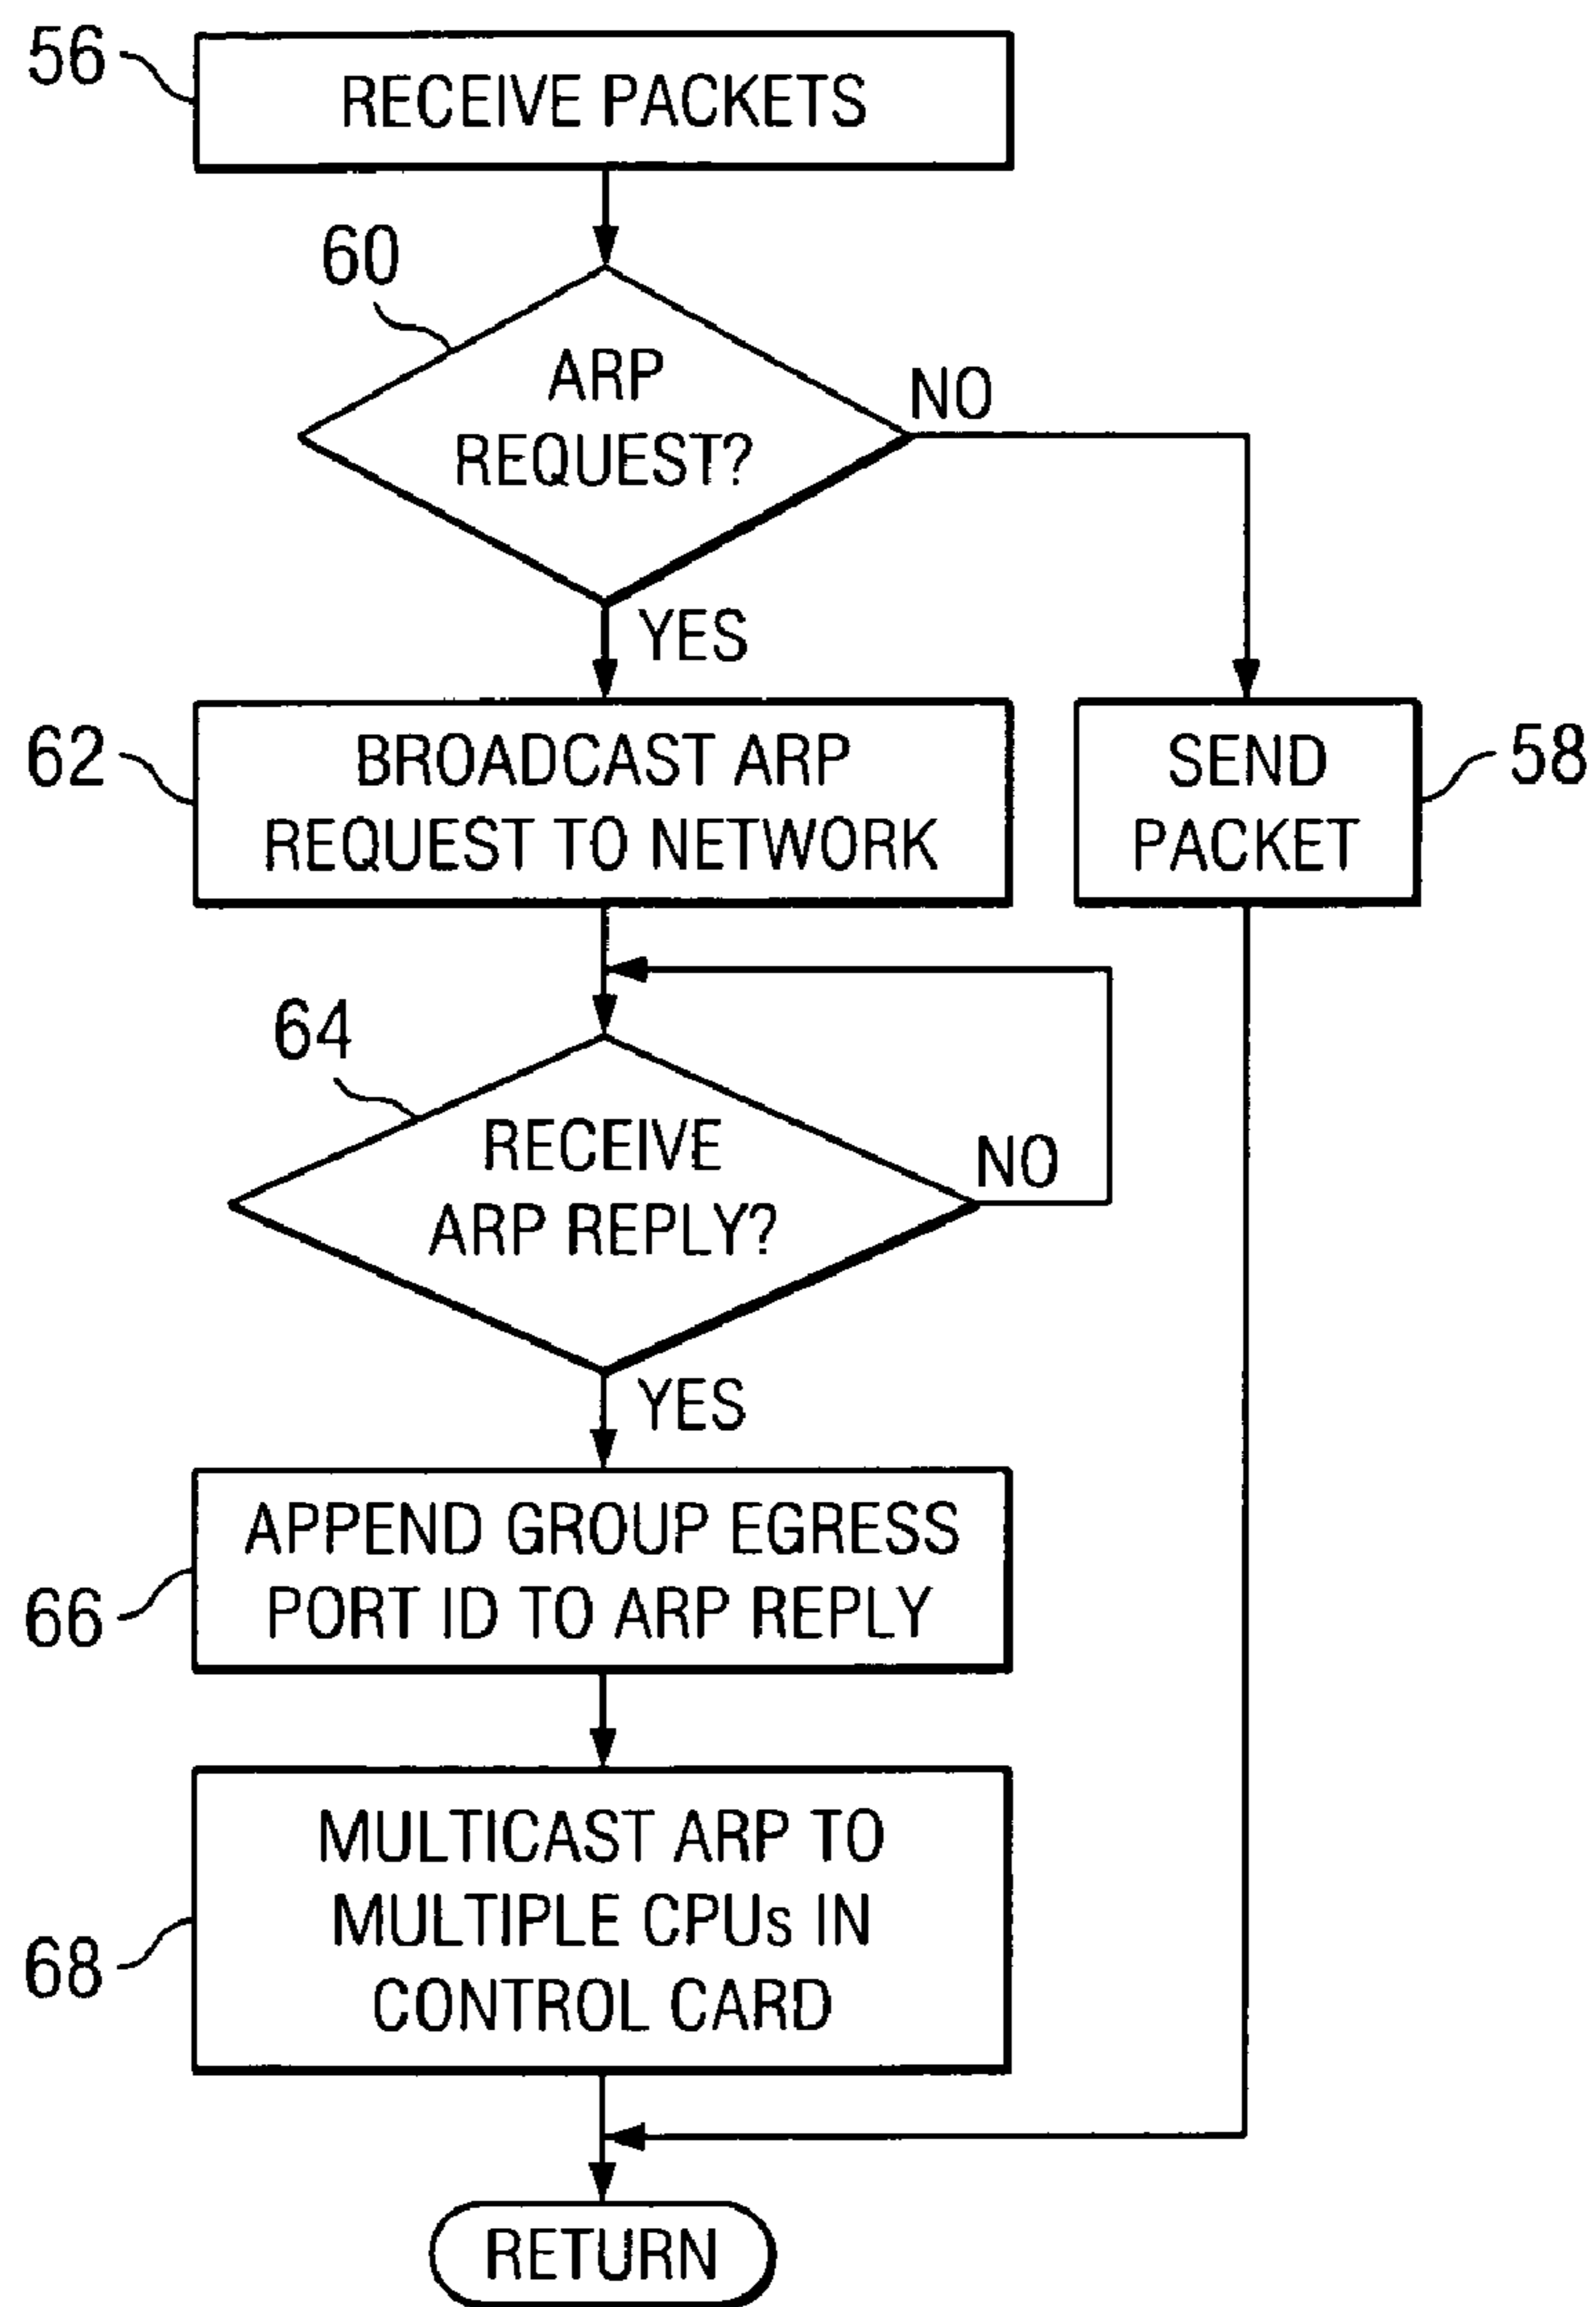 56
RECEIVE PACKETS
60
ARP
REQUEST?
NO
YES
62
BROADCAST ARP
REQUEST TO NETWORK
SEND
PACKET
58
64
RECEIVE
ARP REPLY?
NO
YES
66
APPEND GROUP EGRESS
PORT ID TO ARP REPLY
68
MULTICAST ARP TO
MULTIPLE CPUs IN
CONTROL CARD
RETURN